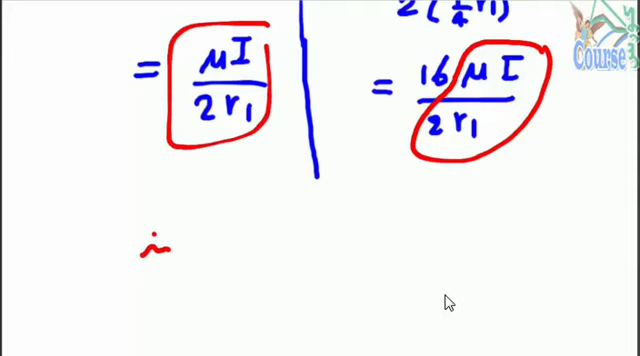 2(1/4 r₁)
= μI / 2r₁
= 16 μI / 2r₁
Course